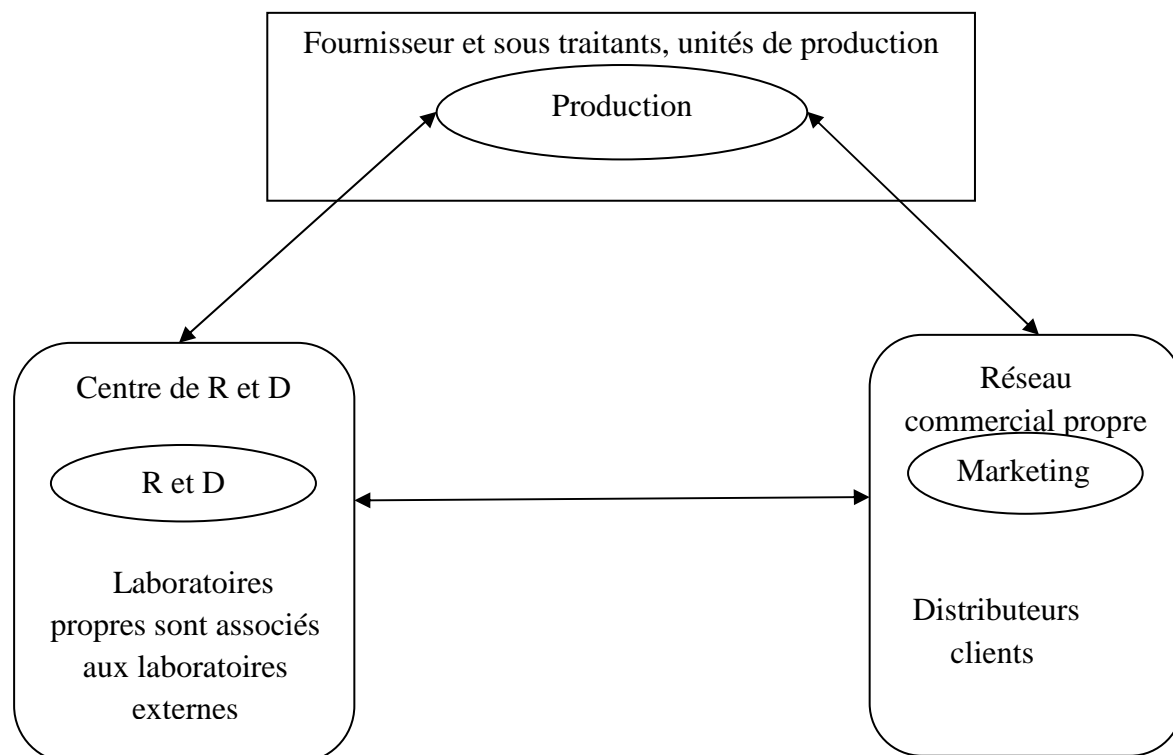 Fournisseur et sous traitants, unités de production
Production
Centre de R et D
R et D
Laboratoires
propres sont associés
aux laboratoires
externes
Réseau
commercial propre
Marketing
Distributeurs
clients